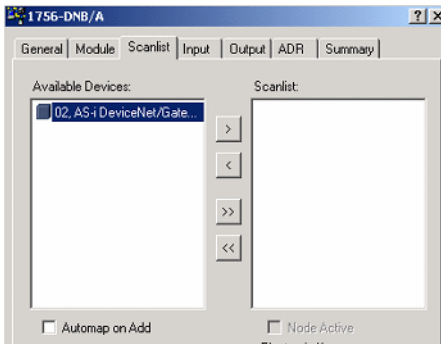 1756-DNB/A
General Module Scanlist Input Output ADR Summary
Available Devices: Scanlist:
02, AS-i DeviceNet/Gate...
>
<
>>
<<
Automap on Add Node Active